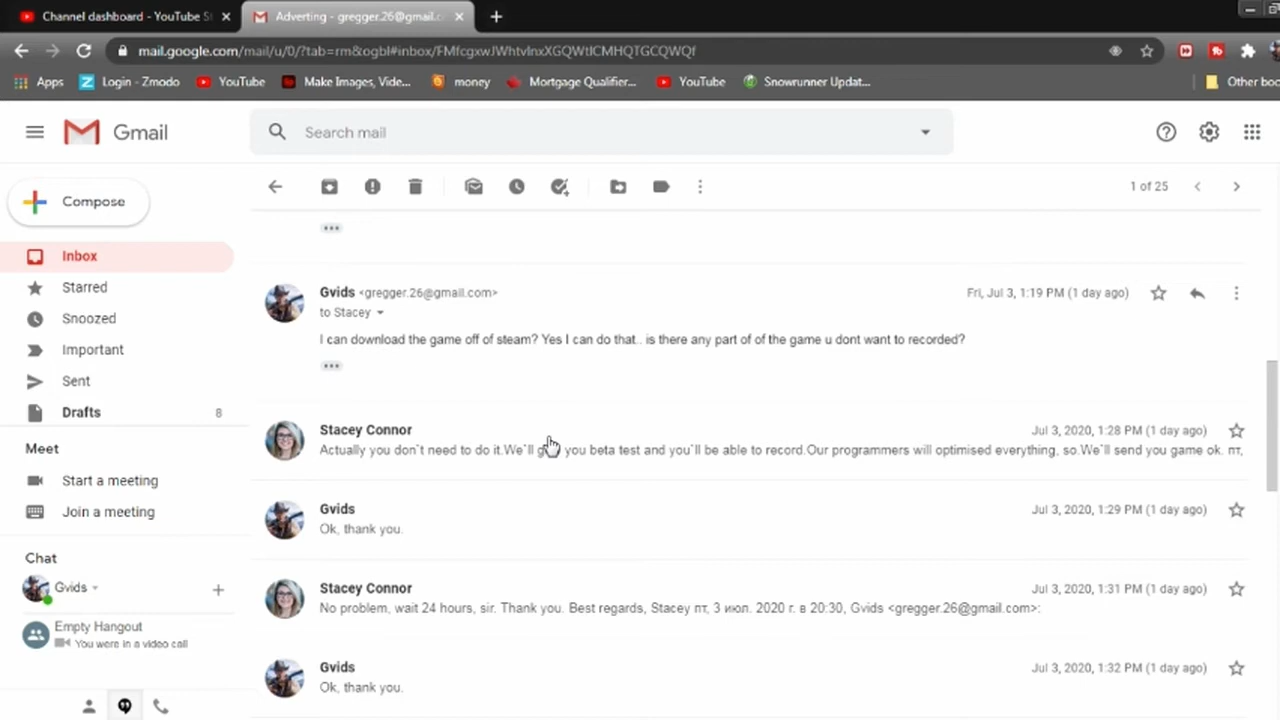 Channel dashboard - YouTube S
Adverting - gregger.26@gmail.c
mail.google.com/mail/u/0/?tab=rm&ogbl#inbox/FMfcgxwJWhtvlnxXGQWtlCMHQTGCQWQf
Apps
Login - Zmodo
YouTube
Make Images, Vide...
money
Mortgage Qualifier...
YouTube
Snowrunner Updat...
Other boo
Gmail
Search mail
Compose
1 of 25
Inbox
Starred
Snoozed
Important
Sent
Drafts 8
Meet
Start a meeting
Join a meeting
Chat
Gvids
Empty Hangout
You were in a video call
Gvids <gregger.26@gmail.com> Fri, Jul 3, 1:19 PM (1 day ago)
to Stacey
I can download the game off of steam? Yes I can do that.. is there any part of of the game u dont want to recorded?
Stacey Connor Jul 3, 2020, 1:28 PM (1 day ago)
Actually you don`t need to do it.We`ll you beta test and you`ll be able to record.Our programmers will optimised everything, so.We`ll send you game ok. пт,
Gvids Jul 3, 2020, 1:29 PM (1 day ago)
Ok, thank you.
Stacey Connor Jul 3, 2020, 1:31 PM (1 day ago)
No problem, wait 24 hours, sir. Thank you. Best regards, Stacey пт, 3 июл. 2020 г. в 20:30, Gvids <gregger.26@gmail.com>:
Gvids Jul 3, 2020, 1:32 PM (1 day ago)
Ok, thank you.